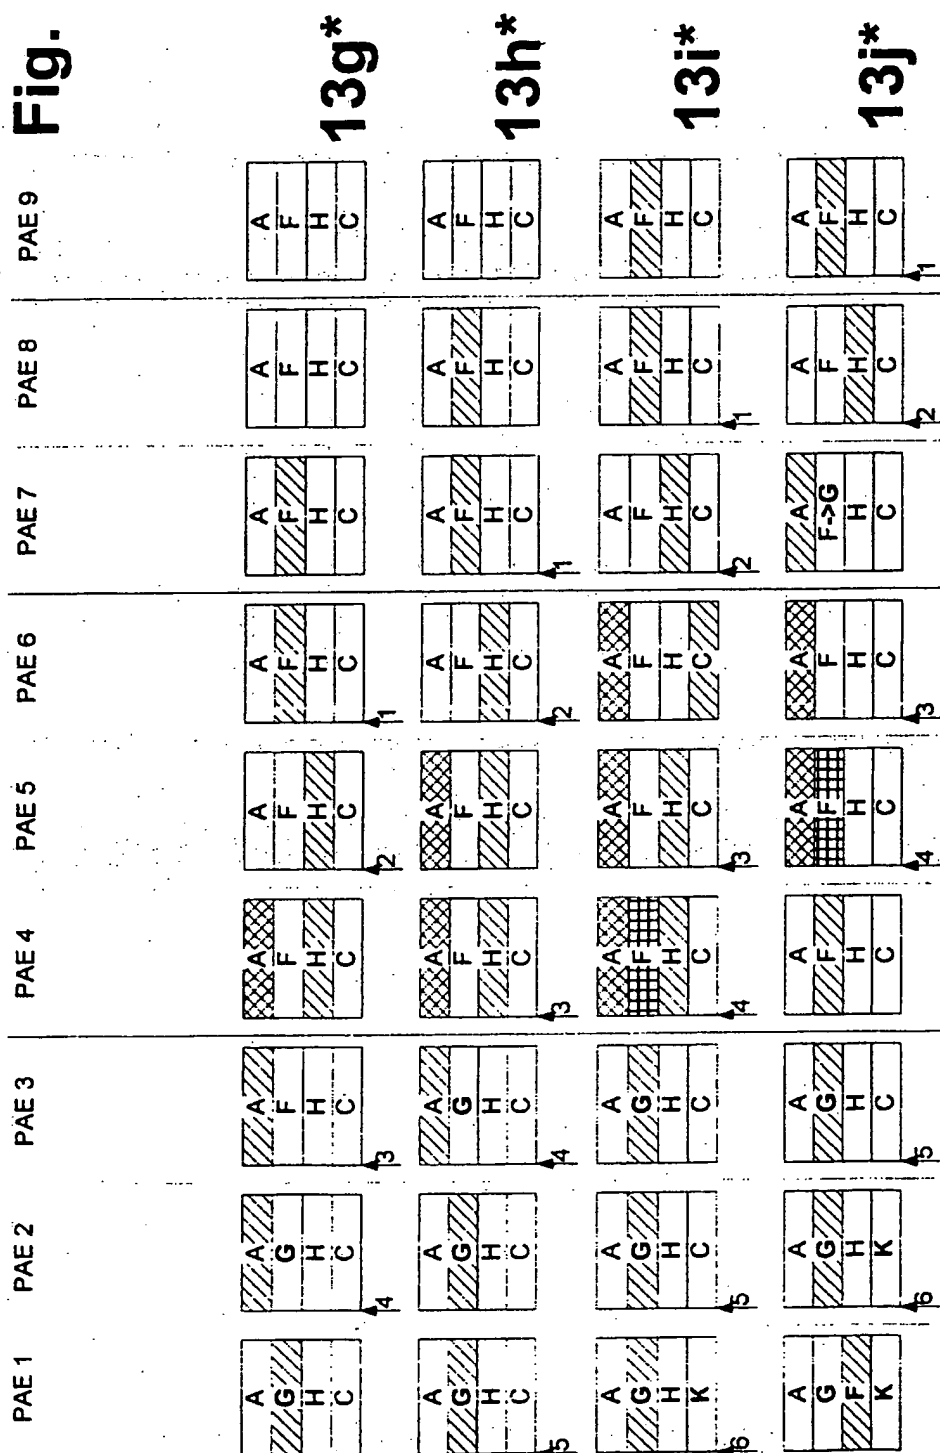 PAE 1 PAE 2 PAE 3 PAE 4 PAE 5 PAE 6 PAE 7 PAE 8 PAE 9 Fig.
A A A A A A A A A
G G F F F F F F F
H H H H H H H H H
C C C C C C C C C
13g*
4 3 2 1
A A A A A A A A A
G G G F F F F F F
H H H H H H H H H
C C C C C C C C C
13h*
5 4 3 2 1
A A A A A A A A A
G G G F F F F F F
H H H H H H H H H
K C C C C C C C C
13i*
6 5 4 3 2 1
A A A A A A A A A
G G G F F F F->G F F
F H H H H H H H H
K K C C C C C C C
13j*
6 5 4 3 2 1